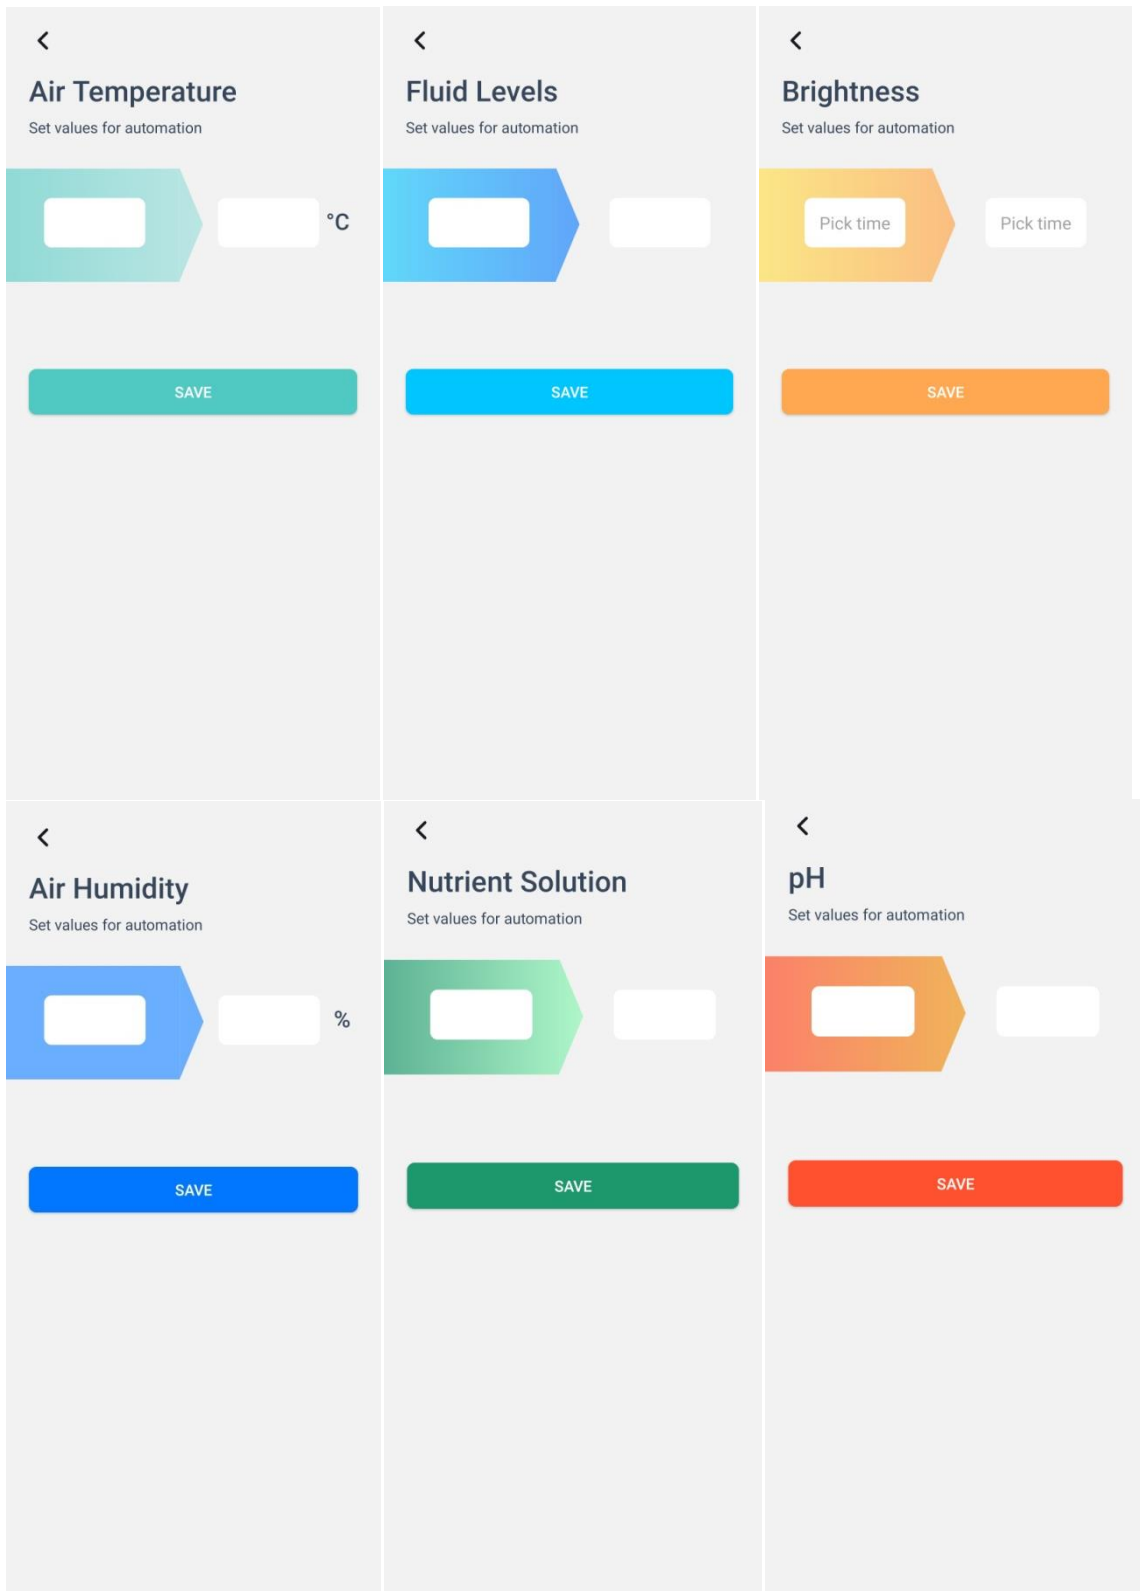 Air Temperature
Set values for automation
°C
SAVE
Fluid Levels
Set values for automation
SAVE
Brightness
Set values for automation
Pick time
Pick time
SAVE
Air Humidity
Set values for automation
%
SAVE
Nutrient Solution
Set values for automation
SAVE
pH
Set values for automation
SAVE